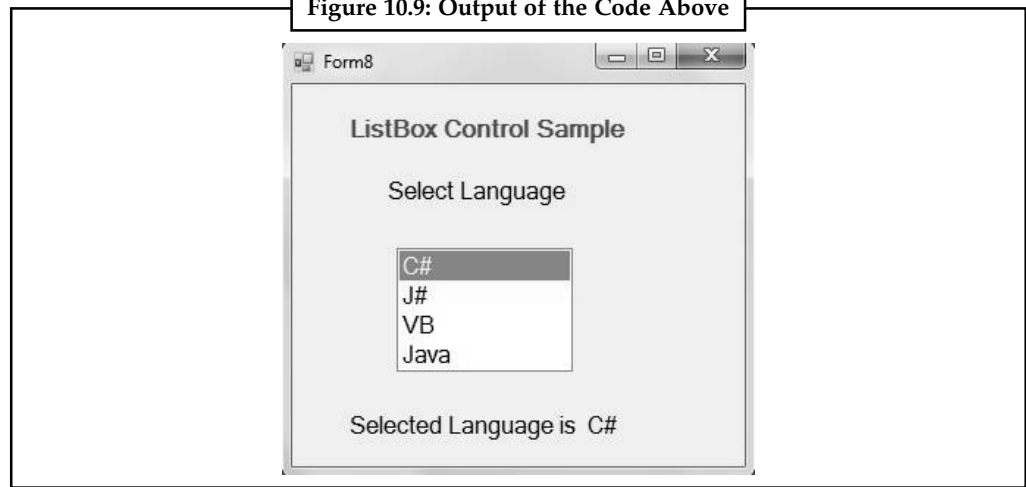 Figure 10.9: Output of the Code Above
Form8
ListBox Control Sample
Select Language
C#
J#
VB
Java
Selected Language is C#